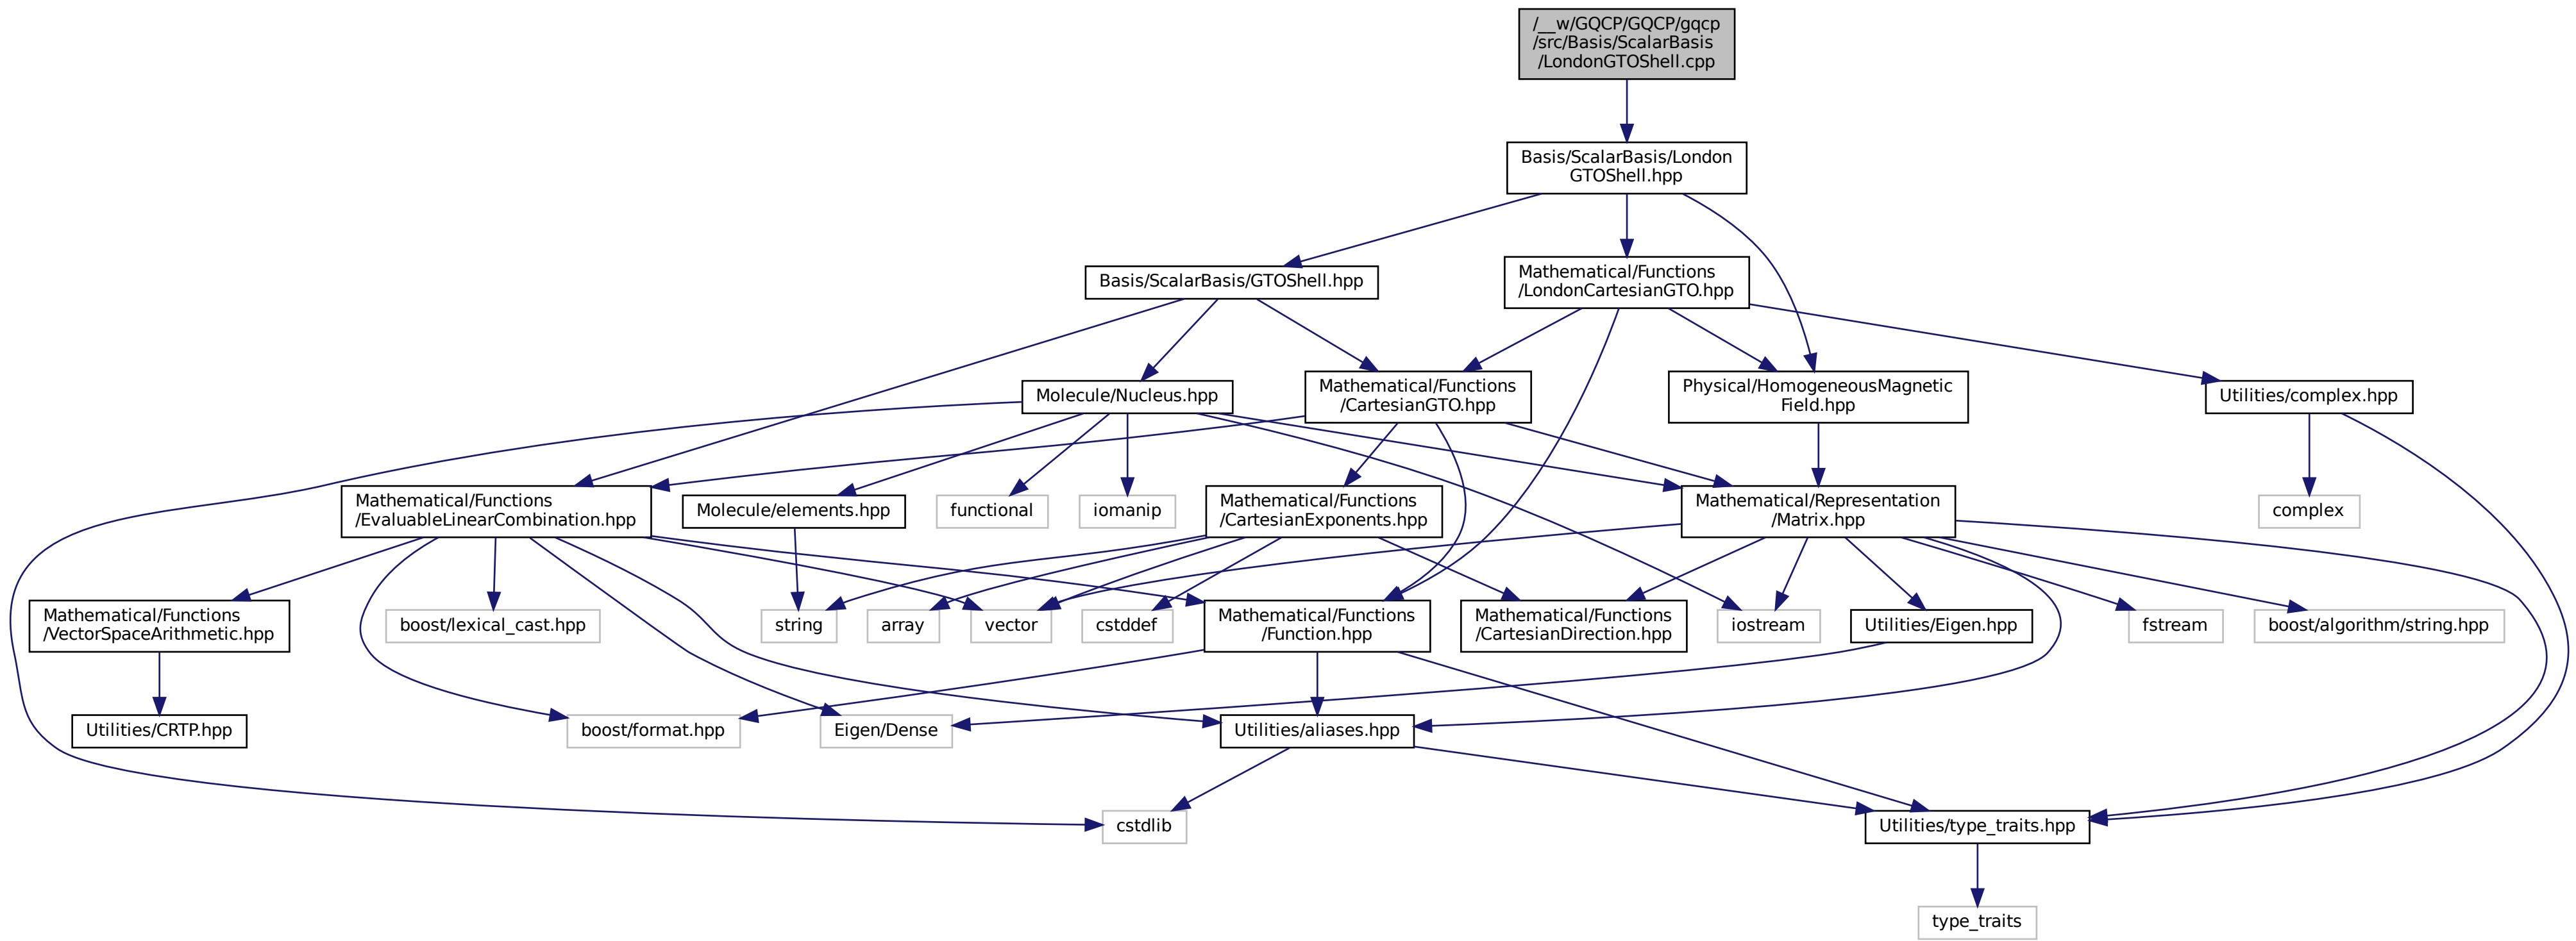 /__w/GQCP/GQCP/gqcp
/src/Basis/ScalarBasis
/LondonGTOShell.cpp
Basis/ScalarBasis/London
GTOShell.hpp
Basis/ScalarBasis/GTOShell.hpp
Mathematical/Functions
/LondonCartesianGTO.hpp
Molecule/Nucleus.hpp
Mathematical/Functions
/CartesianGTO.hpp
Physical/HomogeneousMagnetic
Field.hpp
Utilities/complex.hpp
Mathematical/Functions
/EvaluableLinearCombination.hpp
Molecule/elements.hpp
functional
iomanip
Mathematical/Functions
/CartesianExponents.hpp
Mathematical/Representation
/Matrix.hpp
complex
Mathematical/Functions
/VectorSpaceArithmetic.hpp
boost/lexical_cast.hpp
string
array
vector
cstddef
Mathematical/Functions
/Function.hpp
Mathematical/Functions
/CartesianDirection.hpp
iostream
Utilities/Eigen.hpp
fstream
boost/algorithm/string.hpp
Utilities/CRTP.hpp
boost/format.hpp
Eigen/Dense
Utilities/aliases.hpp
cstdlib
Utilities/type_traits.hpp
type_traits